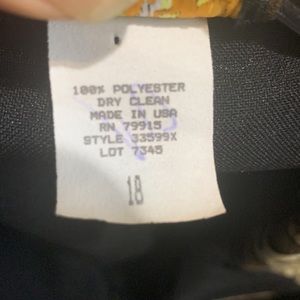 100% POLYESTER
DRY CLEAN
MADE IN USA
RN 79915
STYLE 33599X
LOT 7345
18